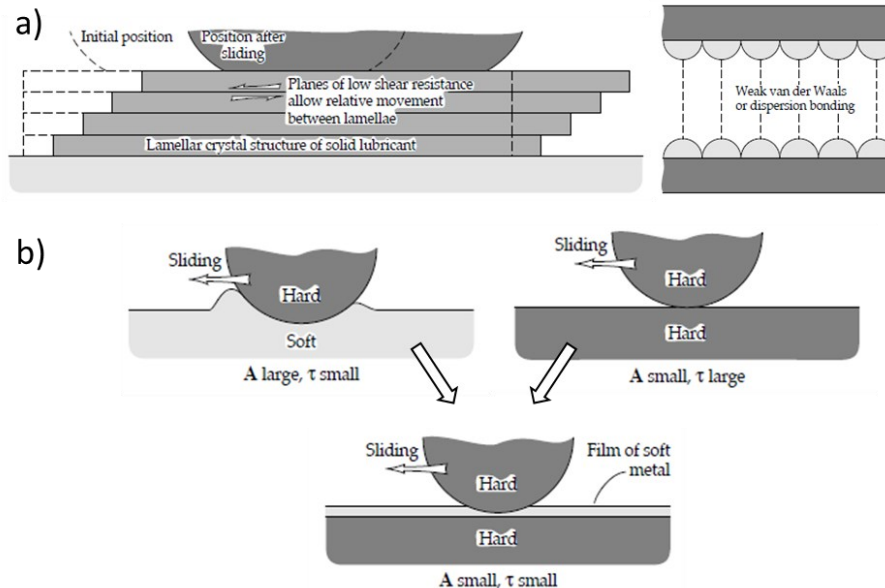 a)
Initial position
Position after
sliding
Planes of low shear resistance
allow relative movement
between lamellae
Lamellar crystal structure of solid lubricant
Weak van der Waals
or dispersion bonding
b)
Sliding
Hard
Soft
A large, τ small
Sliding
Hard
Hard
A small, τ large
Sliding
Hard
Film of soft
metal
Hard
A small, τ small